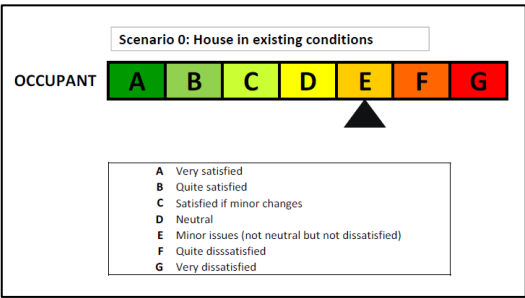 Scenario 0: House in existing conditions
OCCUPANT A B C D E F G
A Very satisfied
B Quite satisfied
C Satisfied if minor changes
D Neutral
E Minor issues (not neutral but not dissatisfied)
F Quite disssatisfied
G Very dissatisfied